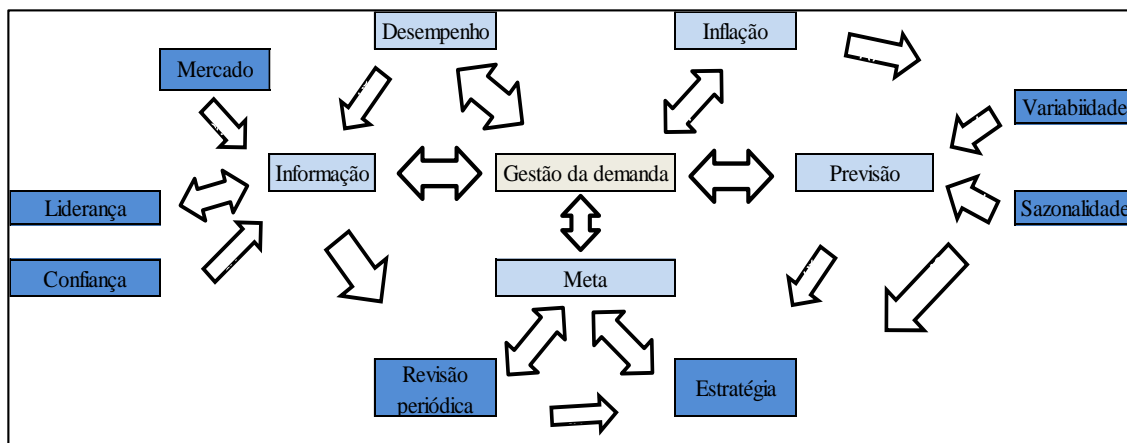 Desempenho
Inflação
Mercado
Variabiidade
Informação
Gestão da demanda
Previsão
Liderança
Sazonalidade
Confiança
Meta
Revisão
periódica
Estratégia